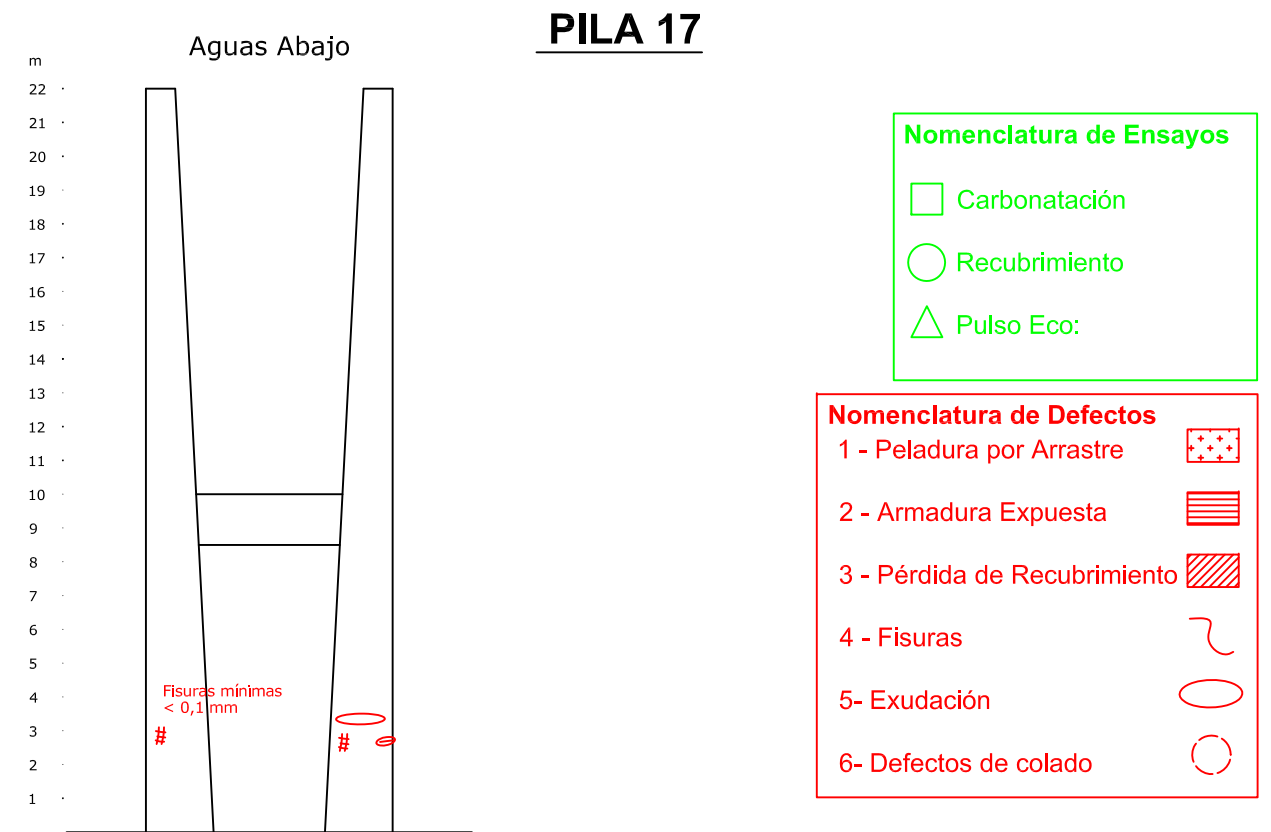 PILA 17
Aguas Abajo
m
22
21
20
19
18
17
16
15
14
13
12
11
10
9
8
7
6
5
4
3
2
1
Fisuras mínimas
< 0,1 mm
#
#
Nomenclatura de Ensayos
Carbonatación
Recubrimiento
Pulso Eco:
Nomenclatura de Defectos
1 - Peladura por Arrastre
2 - Armadura Expuesta
3 - Pérdida de Recubrimiento
4 - Fisuras
5- Exudación
6- Defectos de colado